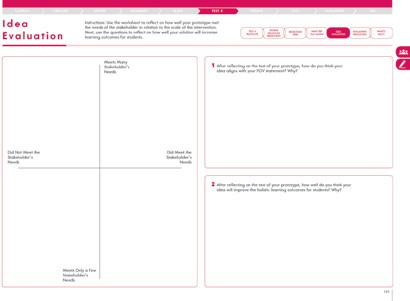 TEST IT
Idea
Evaluation
Instructions: Use the worksheet to reflect on how well your prototype met
the needs of the stakeholder in relation to the scale of the intervention.
Next, use the questions to reflect on how well your solution will increase
learning outcomes for students.
IDEA
EVALUATION
Meets Many
Stakeholder's
Needs
Did Not Meet the
Stakeholder's
Needs
Did Meet the
Stakeholder's
Needs
Meets Only a Few
Stakeholder's
Needs
1 After reflecting on the test of your prototype, how do you think your
idea aligns with your POV statement? Why?
2 After reflecting on the test of your prototype, how well do you think your
idea will improve the holistic learning outcomes for students? Why?